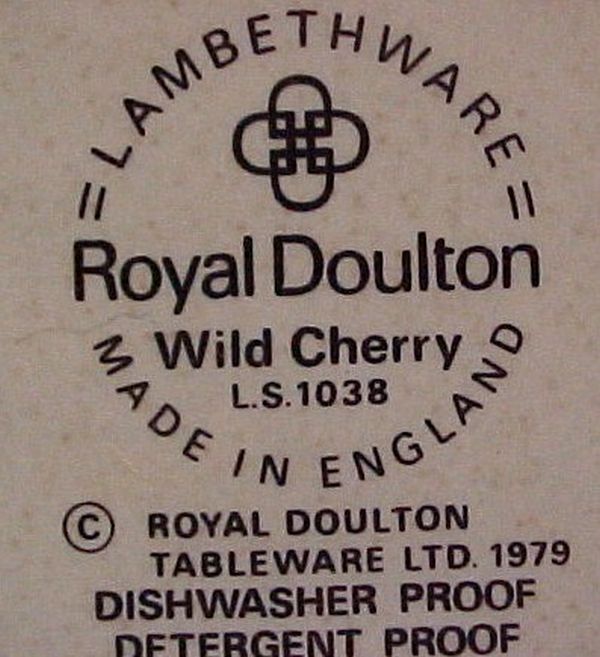 =LAMBETHWARE=
Royal Doulton
Wild Cherry
L.S.1038
MADE IN ENGLAND
© ROYAL DOULTON
TABLEWARE LTD. 1979
DISHWASHER PROOF
DETERGENT PROOF